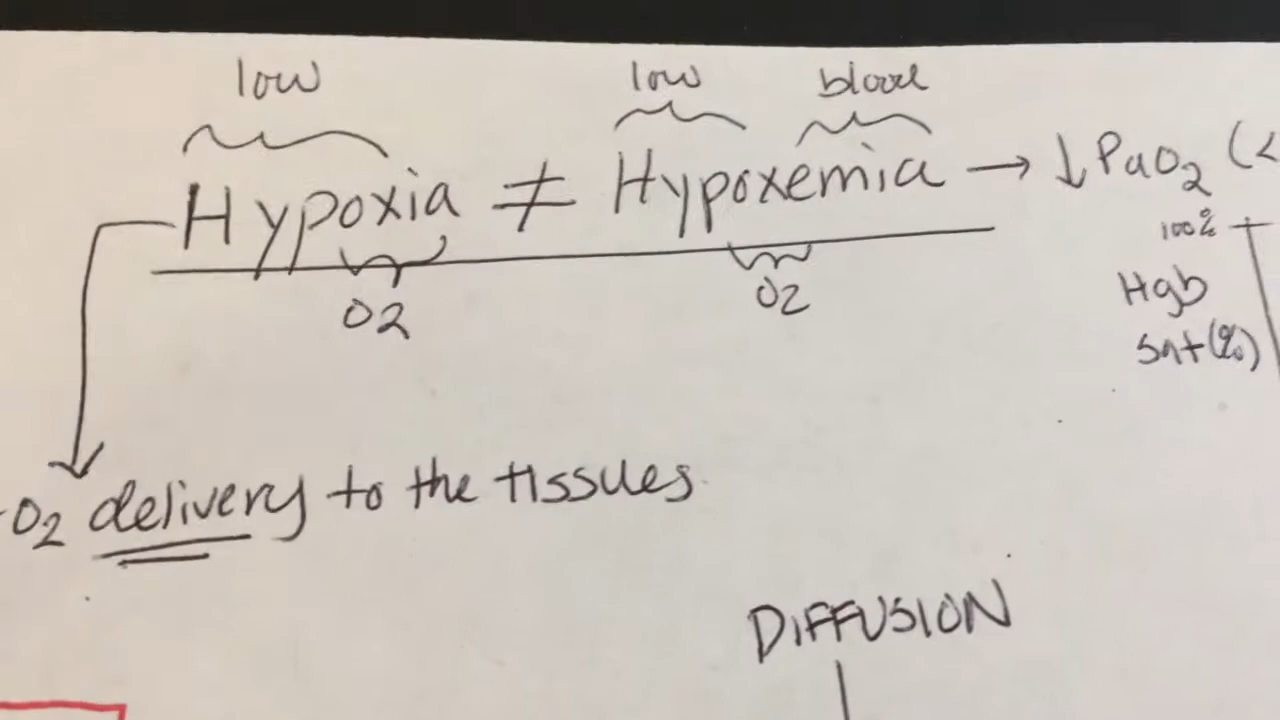 low low blood
Hypoxia ≠ Hypoxemia → ↓ PaO2 (<
100%
O2 O2
Hgb
Sat (%)
O2 delivery to the tissues
DIFFUSION